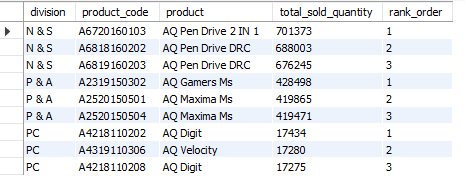 division product_code product total_sold_quantity rank_order
N & S A6720160103 AQ Pen Drive 2 IN 1 701373 1
N & S A6818160202 AQ Pen Drive DRC 688003 2
N & S A6819160203 AQ Pen Drive DRC 676245 3
P & A A2319150302 AQ Gamers Ms 428498 1
P & A A2520150501 AQ Maxima Ms 419865 2
P & A A2520150504 AQ Maxima Ms 419471 3
PC A4218110202 AQ Digit 17434 1
PC A4319110306 AQ Velocity 17280 2
PC A4218110208 AQ Digit 17275 3